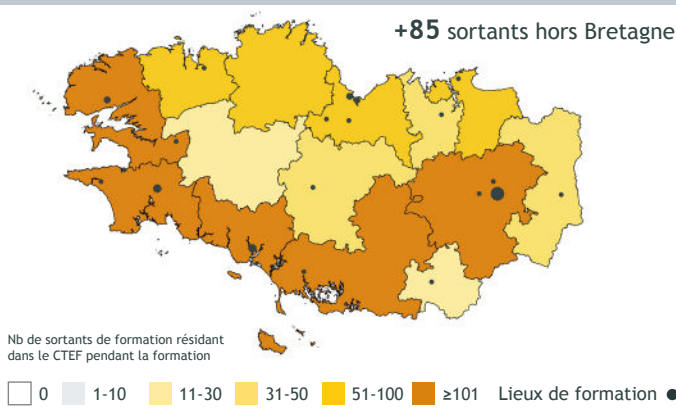 +85 sortants hors Bretagne
Nb de sortants de formation résidant
dans le CTEF pendant la formation
0 1-10 11-30 31-50 51-100 ≥101 Lieux de formation